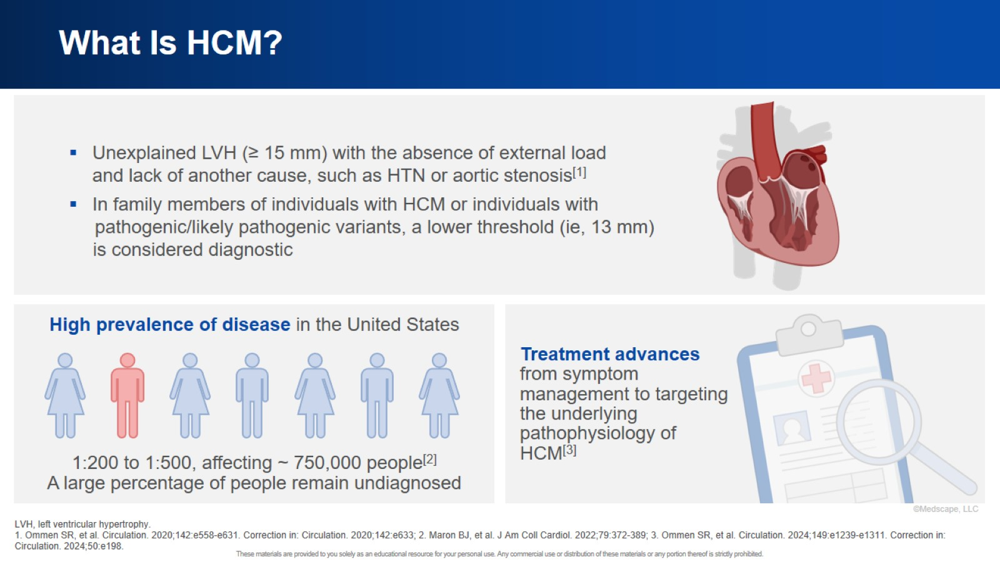 What Is HCM?
▪ Unexplained LVH (≥ 15 mm) with the absence of external load
and lack of another cause, such as HTN or aortic stenosis[1]
▪ In family members of individuals with HCM or individuals with
pathogenic/likely pathogenic variants, a lower threshold (ie, 13 mm)
is considered diagnostic
High prevalence of disease in the United States
1:200 to 1:500, affecting ~ 750,000 people[2]
A large percentage of people remain undiagnosed
Treatment advances
from symptom
management to targeting
the underlying
pathophysiology of
HCM[3]
©Medscape, LLC
LVH, left ventricular hypertrophy.
1. Ommen SR, et al. Circulation. 2020;142:e558-e631. Correction in: Circulation. 2020;142:e633; 2. Maron BJ, et al. J Am Coll Cardiol. 2022;79:372-389; 3. Ommen SR, et al. Circulation. 2024;149:e1239-e1311. Correction in:
Circulation. 2024;50:e198.
These materials are provided to you solely as an educational resource for your personal use. Any commercial use or distribution of these materials or any portion thereof is strictly prohibited.